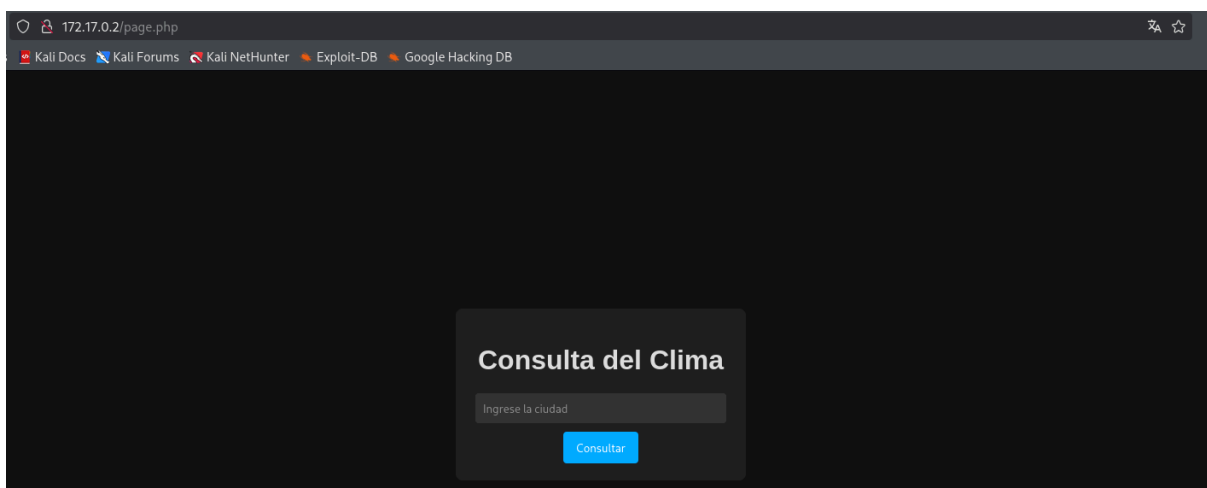 172.17.0.2/page.php
Kali Docs Kali Forums Kali NetHunter Exploit-DB Google Hacking DB
Consulta del Clima
Ingrese la ciudad
Consultar